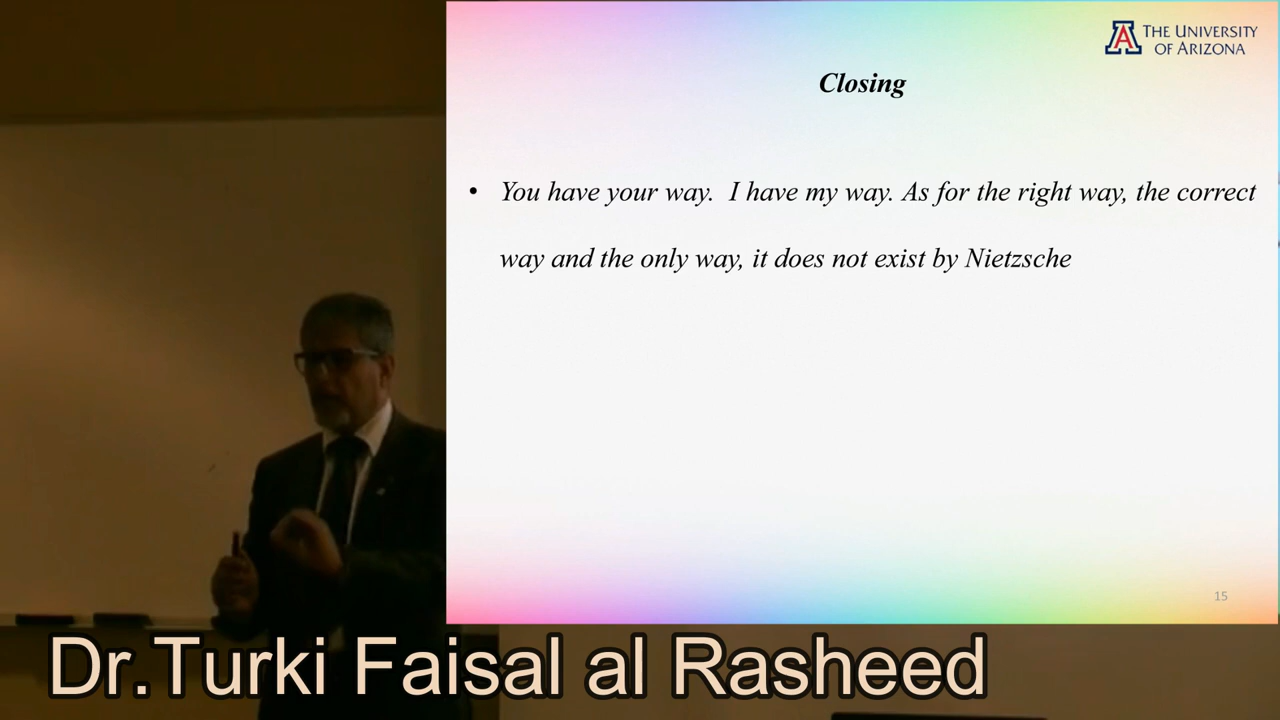 THE UNIVERSITY
OF ARIZONA
Closing
• You have your way.  I have my way. As for the right way, the correct
way and the only way, it does not exist by Nietzsche
15
Dr.Turki Faisal al Rasheed